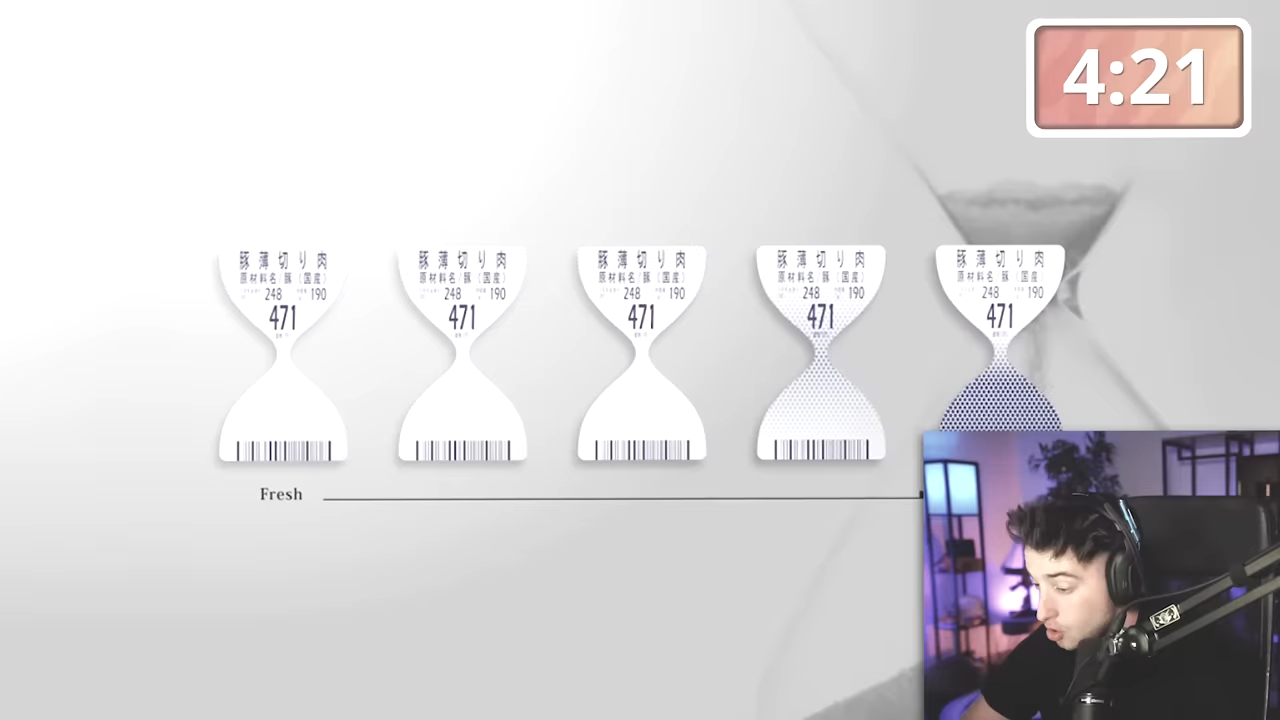 4:21
豚薄切り肉 豚薄切り肉 豚薄切り肉 豚薄切り肉 豚薄切り肉
原材料名/豚(国産) 原材料名/豚(国産) 原材料名/豚(国産) 原材料名/豚(国産) 原材料名/豚(国産)
248 190 248 190 248 190 248 190 248 190
471 471 471 471 471
Fresh